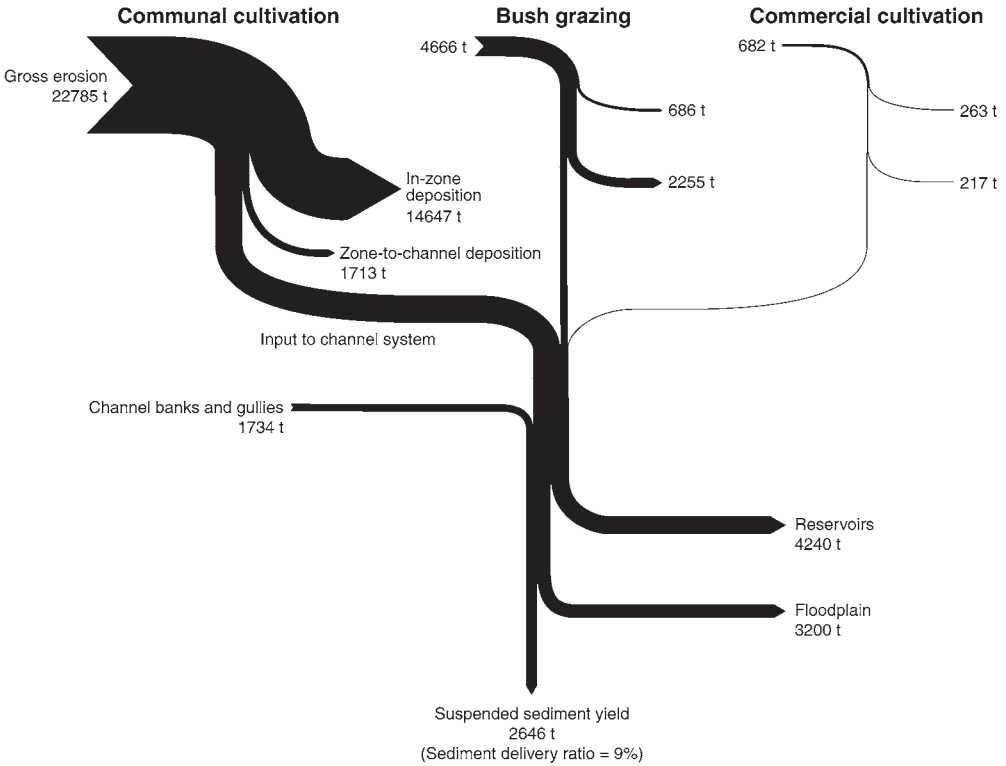 Communal cultivation
Bush grazing
Commercial cultivation
Gross erosion
22785 t
4666 t
682 t
686 t
263 t
In-zone
deposition
14647 t
2255 t
217 t
Zone-to-channel deposition
1713 t
Input to channel system
Channel banks and gullies
1734 t
Reservoirs
4240 t
Floodplain
3200 t
Suspended sediment yield
2646 t
(Sediment delivery ratio = 9%)